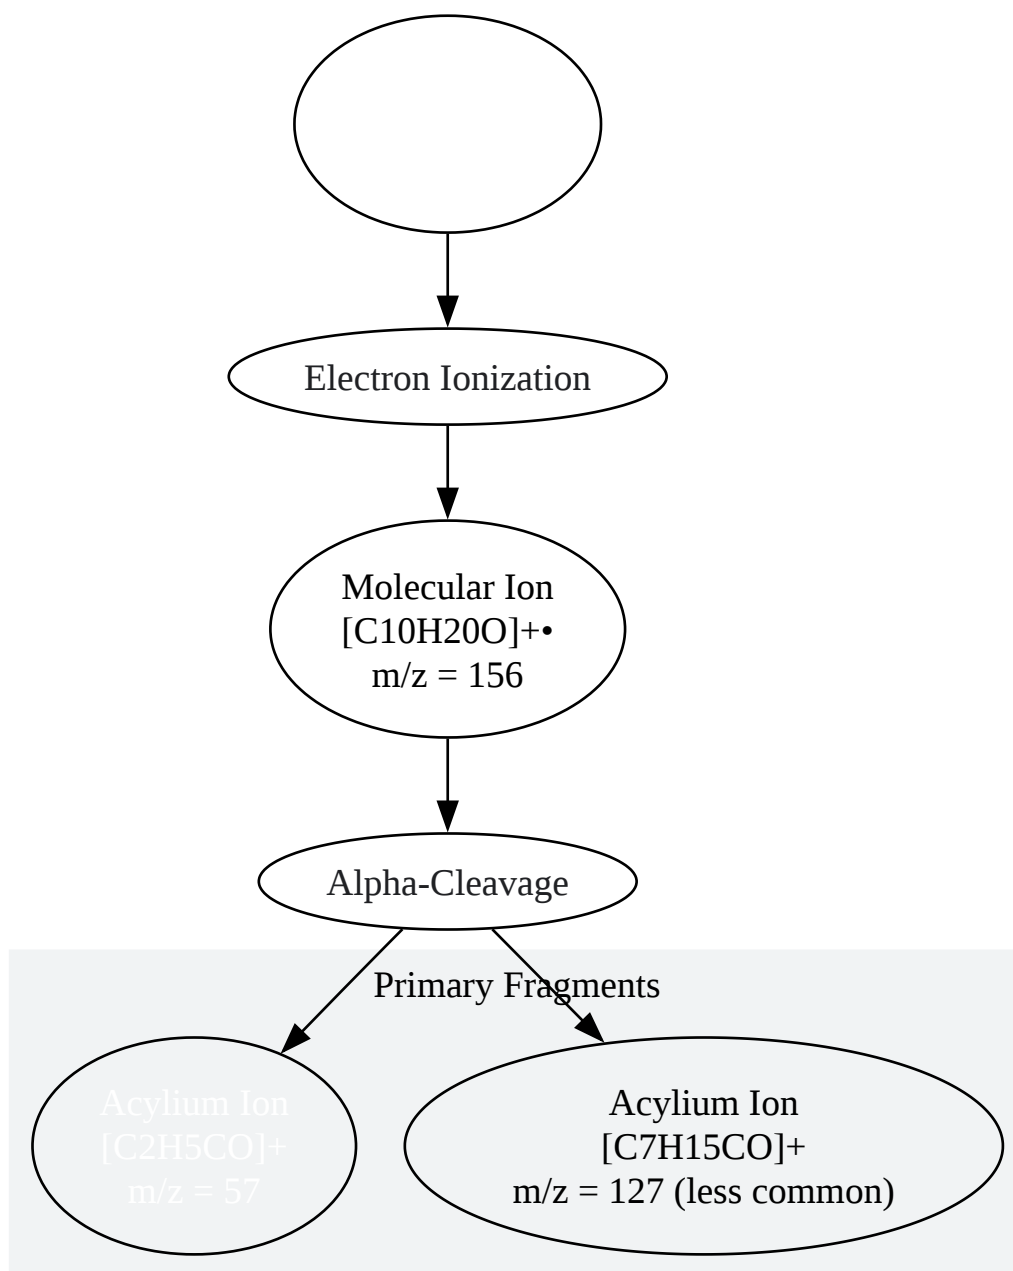 Electron Ionization
Molecular Ion
[C10H20O]+•
m/z = 156
Alpha-Cleavage
Primary Fragments
Acylium Ion
[C2H5CO]+
m/z = 57
Acylium Ion
[C7H15CO]+
m/z = 127 (less common)